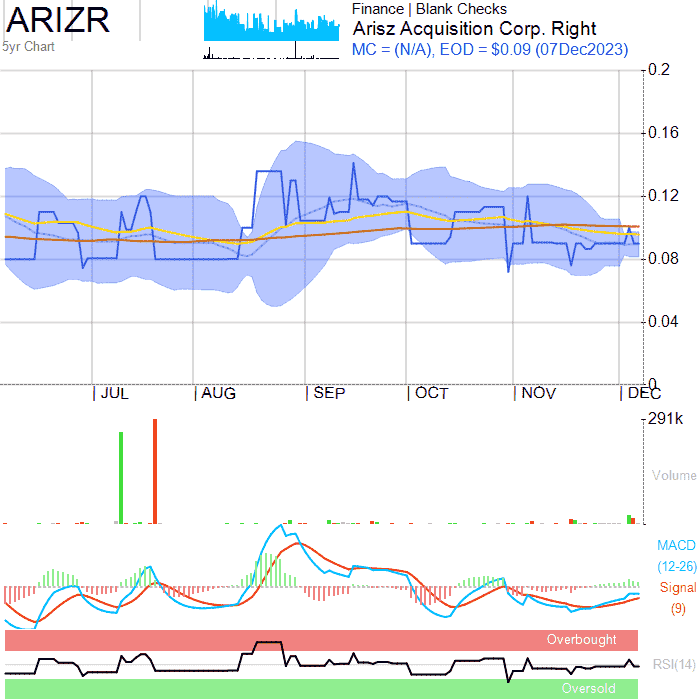 ARIZR
5yr Chart
Finance | Blank Checks
Arisz Acquisition Corp. Right
MC = (N/A), EOD = $0.09 (07Dec2023)
0.2
0.16
0.12
0.08
0.04
0
JUL AUG SEP OCT NOV DEC
291k
Volume
MACD
(12-26)
Signal
(9)
Overbought
RSI(14)
Oversold